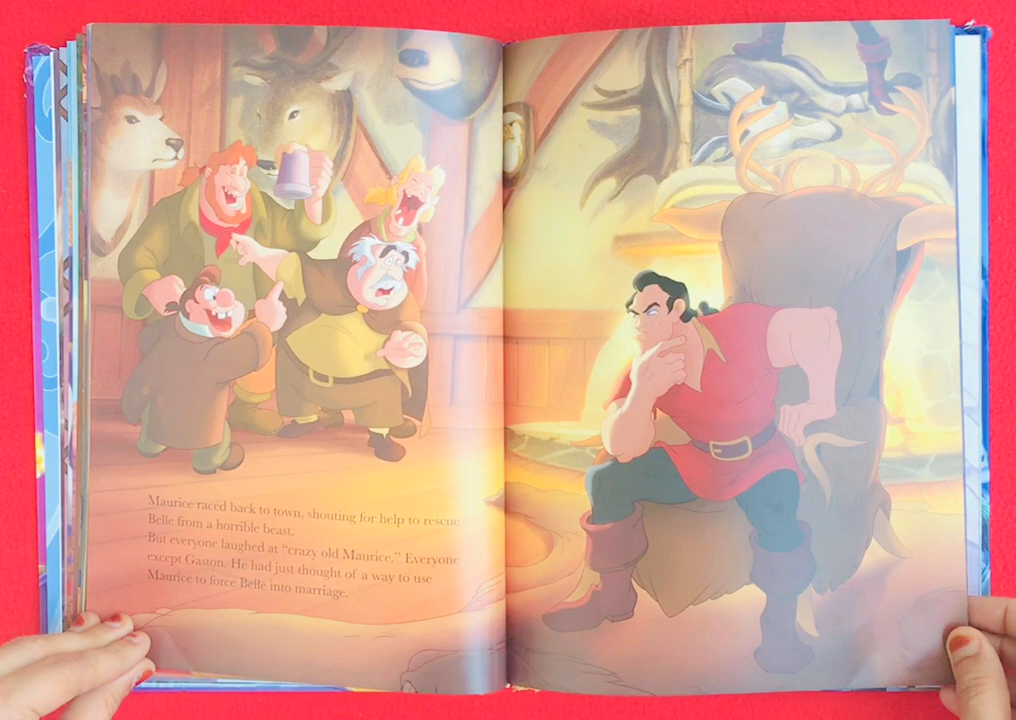 Maurice raced back to town, shouting for help to rescue
Belle from a horrible beast.
But everyone laughed at “crazy old Maurice.” Everyone
except Gaston. He had just thought of a way to use
Maurice to force Belle into marriage.